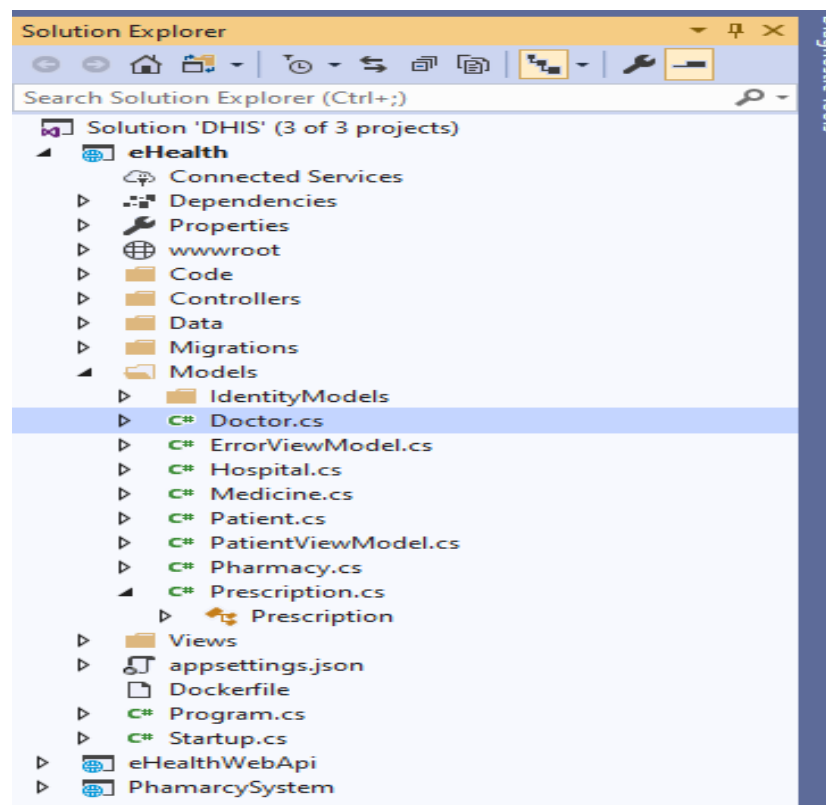 Solution Explorer
Search Solution Explorer (Ctrl+;)
Solution 'DHIS' (3 of 3 projects)
eHealth
Connected Services
Dependencies
Properties
wwwroot
Code
Controllers
Data
Migrations
Models
IdentityModels
C# Doctor.cs
C# ErrorViewModel.cs
C# Hospital.cs
C# Medicine.cs
C# Patient.cs
C# PatientViewModel.cs
C# Pharmacy.cs
C# Prescription.cs
Prescription
Views
appsettings.json
Dockerfile
C# Program.cs
C# Startup.cs
eHealthWebApi
PhamarcySystem